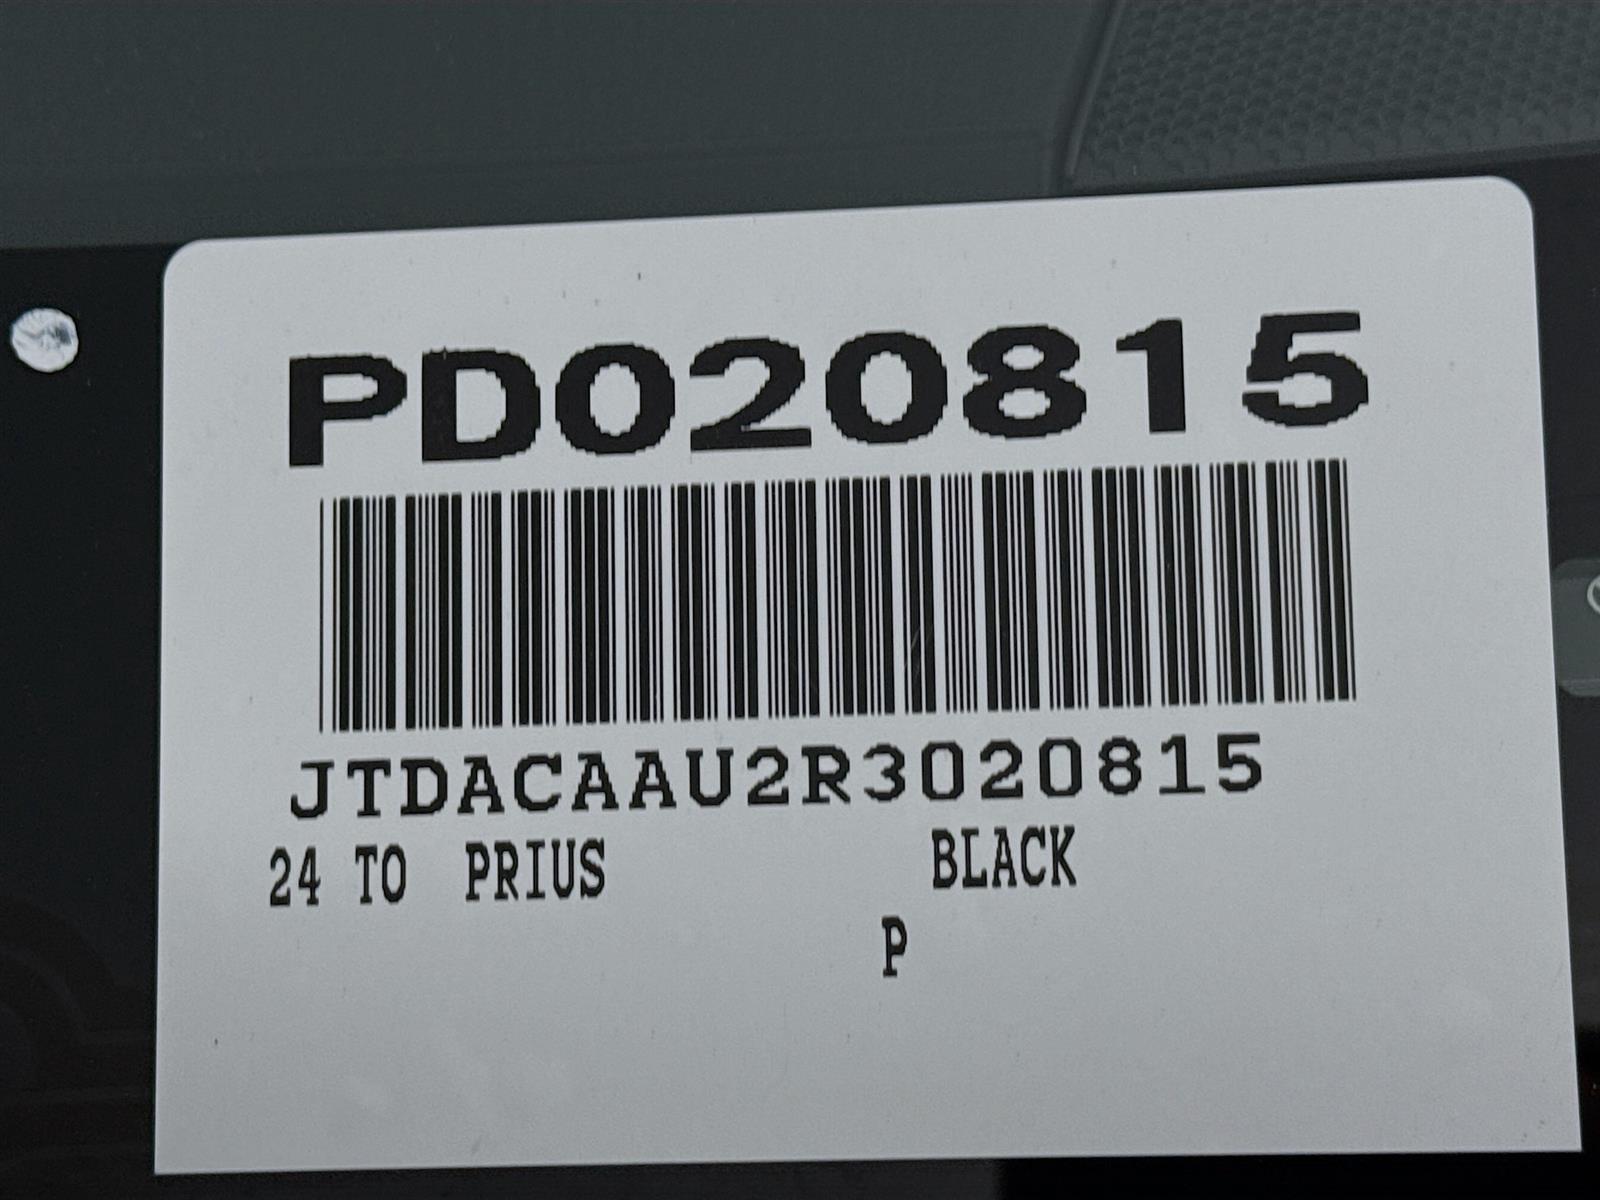 PD020815
JTDACAAU2R3020815
24 TO PRIUS BLACK
P